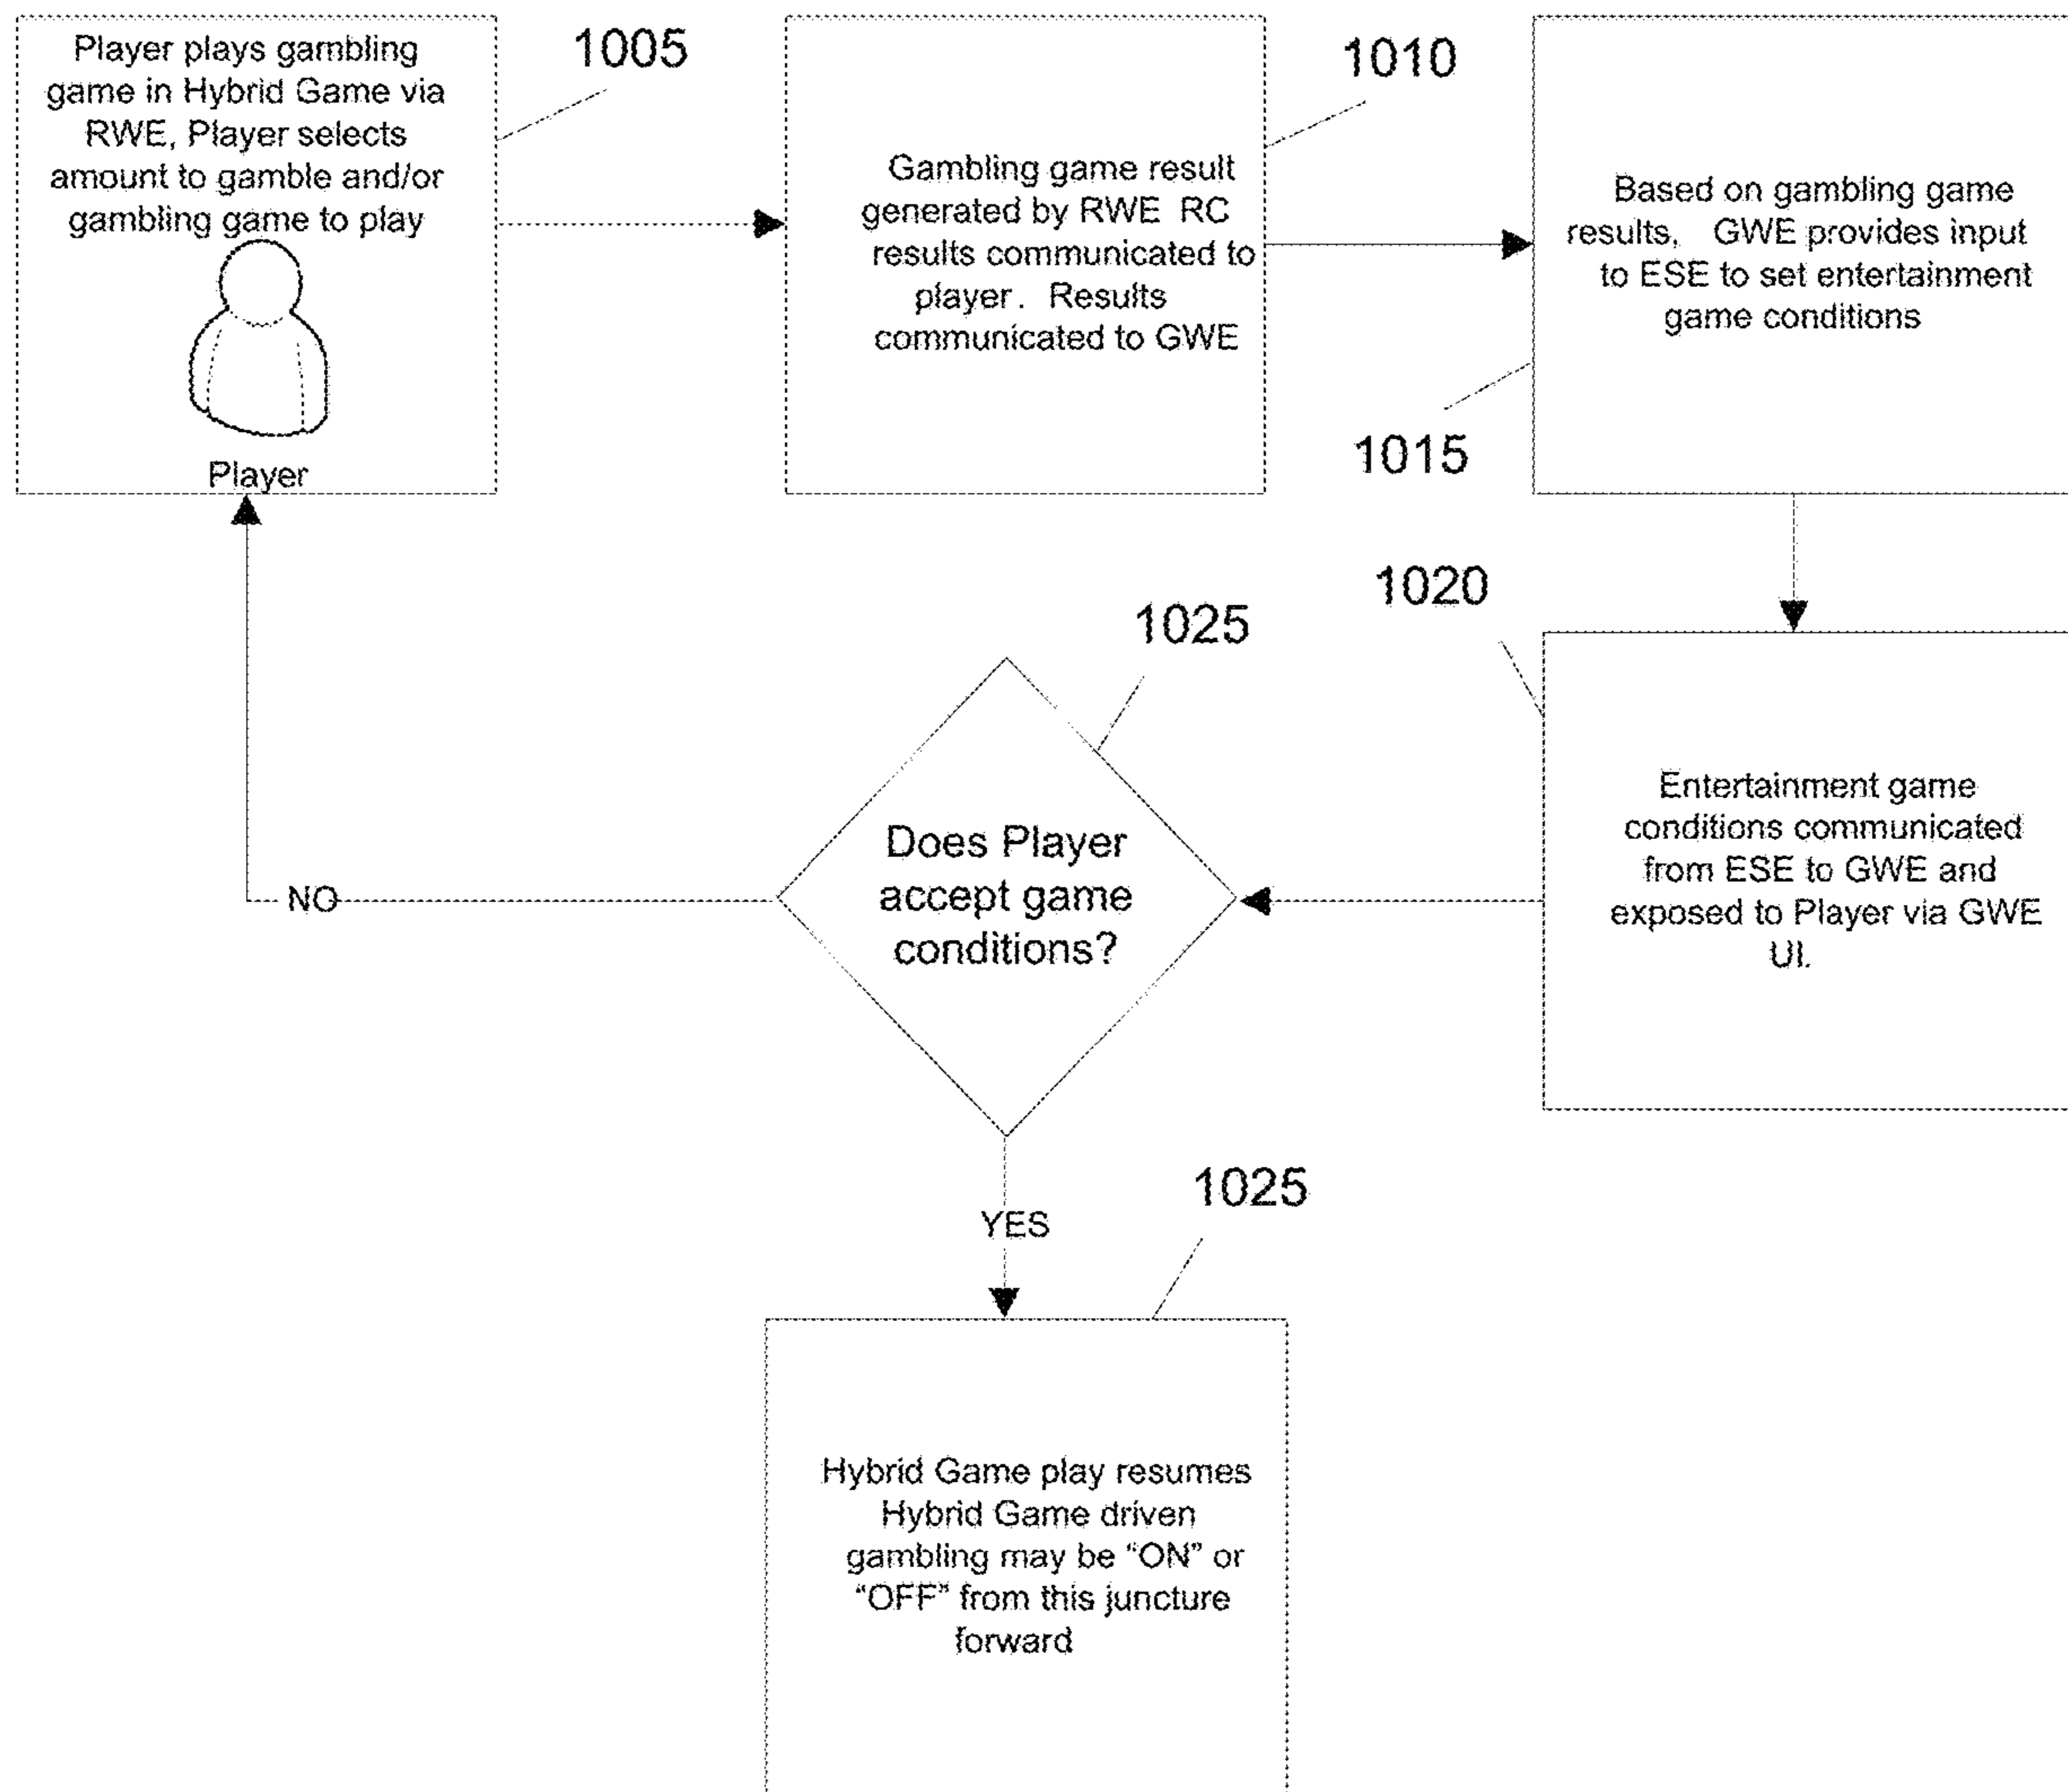 Player plays gambling
game in Hybrid Game via
RWE, Player selects
amount to gamble and/or
gambling game to play
Player
1005
Gambling game result
generated by RWE RC
results communicated to
player. Results
communicated to GWE
1010
Based on gambling game
results, GWE provides input
to ESE to set entertainment
game conditions
1015
1020
Entertainment game
conditions communicated
from ESE to GWE and
exposed to Player via GWE
UI.
1025
Does Player
accept game
conditions?
NO
YES
1025
Hybrid Game play resumes
Hybrid Game driven
gambling may be “ON” or
“OFF” from this juncture
forward